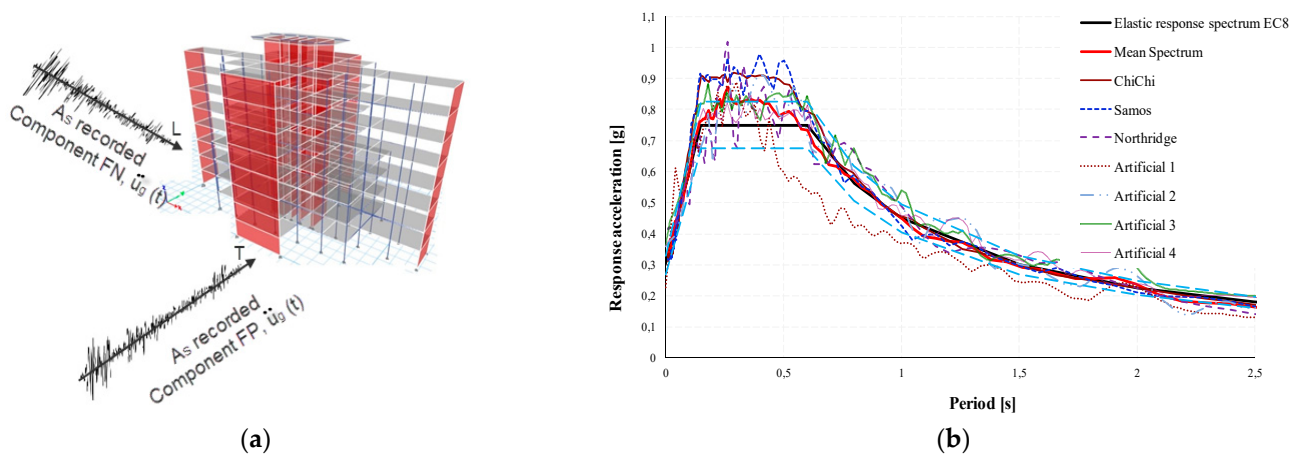 As recorded
Component FN, ü_g (t)
L
T
As recorded
Component FP, ü_g (t)
(a)
Response acceleration [g]
1,1
1
0,9
0,8
0,7
0,6
0,5
0,4
0,3
0,2
0,1
0
0
0,5
1
1,5
2
2,5
Period [s]
Elastic response spectrum EC8
Mean Spectrum
ChiChi
Samos
Northridge
Artificial 1
Artificial 2
Artificial 3
Artificial 4
(b)